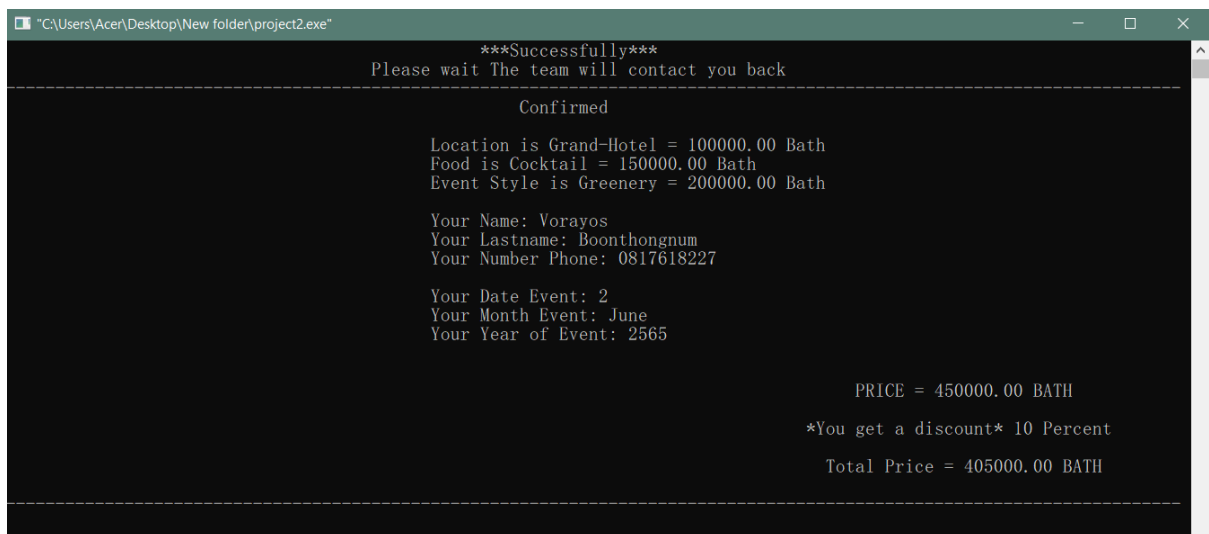 "C:\Users\Acer\Desktop\New folder\project2.exe"
***Successfully***
Please wait The team will contact you back
Confirmed
Location is Grand-Hotel = 100000.00 Bath
Food is Cocktail = 150000.00 Bath
Event Style is Greenery = 200000.00 Bath
Your Name: Vorayos
Your Lastname: Boonthongnum
Your Number Phone: 0817618227
Your Date Event: 2
Your Month Event: June
Your Year of Event: 2565
PRICE = 450000.00 BATH
*You get a discount* 10 Percent
Total Price = 405000.00 BATH